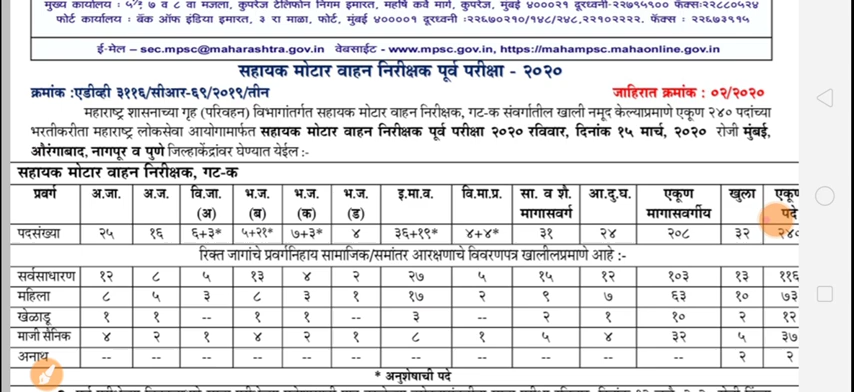 मुख्य कार्यालय : ५½, ७ व ८ वा मजला, कुपरेज टेलिफोन निगम इमारत, महर्षि कर्वे मार्ग, कुपरेज, मुंबई ४०००२१ दूरध्वनी-२२७९५९०० फॅक्सः२२८८०५२४
फोर्ट कार्यालय : बँक ऑफ इंडिया इमारत, ३ रा माळा, फोर्ट, मुंबई ४००००१ दूरध्वनी :२२६७०२१०/१४८/२४८,२२१०२२२२. फॅक्स : २२६७३९१५
ई-मेल – sec.mpsc@maharashtra.gov.in वेबसाईट - www.mpsc.gov.in, https://mahampsc.mahaonline.gov.in
सहायक मोटार वाहन निरीक्षक पूर्व परीक्षा - २०२०
क्रमांक :एडीव्ही ३११६/सीआर-६९/२०१९/तीन जाहिरात क्रमांक : ०२/२०२०
महाराष्ट्र शासनाच्या गृह (परिवहन) विभागांतर्गत सहायक मोटार वाहन निरीक्षक, गट-क संवर्गातील खाली नमूद केल्याप्रमाणे एकूण २४० पदांच्या
भरतीकरीता महाराष्ट्र लोकसेवा आयोगामार्फत सहायक मोटार वाहन निरीक्षक पूर्व परीक्षा २०२० रविवार, दिनांक १५ मार्च, २०२० रोजी मुंबई,
औरंगाबाद, नागपूर व पुणे जिल्हाकेंद्रांवर घेण्यात येईल :-
सहायक मोटार वाहन निरीक्षक, गट-क
प्रवर्ग अ.जा. अ.ज. वि.जा. (अ) भ.ज. (ब) भ.ज. (क) भ.ज. (ड) इ.मा.व. वि.मा.प्र. सा. व शै. मागासवर्ग आ.दु.घ. एकूण मागासवर्गीय खुला एकूण पदे
पदसंख्या २५ १६ ६+३* ५+२१* ७+३* ४ ३६+१९* ४+४* ३१ २४ २०८ ३२ २४०
रिक्त जागांचे प्रवर्गनिहाय सामाजिक/समांतर आरक्षणाचे विवरणपत्र खालीलप्रमाणे आहे :-
सर्वसाधारण १२ ८ ५ १३ ४ २ २७ ५ १५ १२ १०३ १३ ११६
महिला ८ ५ ३ ८ ३ १ १७ २ ९ ७ ६३ १० ७३
खेळाडू १ १ -- १ १ -- ३ -- २ १ १० २ १२
माजी सैनिक ४ २ १ ४ २ १ ८ १ ५ ४ ३२ ५ ३७
अनाथ -- -- -- -- -- -- -- -- -- -- -- २ २
* अनुशेषाची पदे